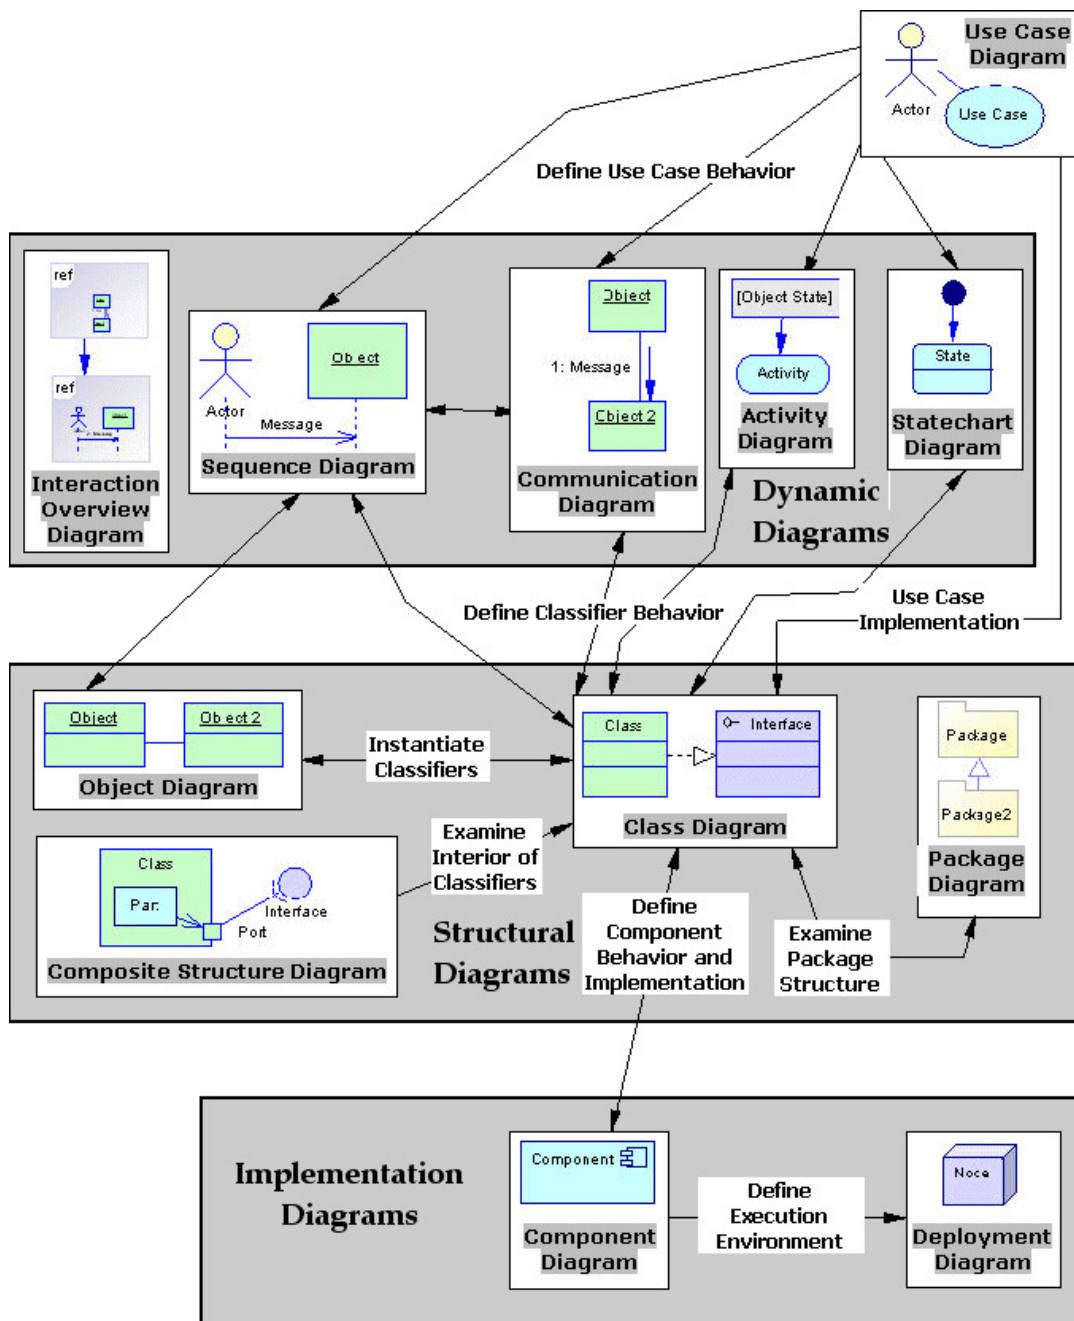 Use Case
Diagram
Actor
Use Case
Define Use Case Behavior
ref
ref
Interaction
Overview
Diagram
Actor
Message
Sequence Diagram
Object
1: Message
Communication
Diagram
[Object State]
Activity
Activity
Diagram
State
Statechart
Diagram
Dynamic
Diagrams
Define Classifier Behavior
Use Case
Implementation
Object
Object2
Object Diagram
Instantiate
Classifiers
Class
Interface
Class Diagram
Package
Package2
Package
Diagram
Examine
Interior of
Classifiers
Class
Interface
Port
Composite Structure Diagram
Structural
Diagrams
Define
Component
Behavior and
Implementation
Examine
Package
Structure
Implementation
Diagrams
Component
Component
Diagram
Define
Execution
Environment
Deployment
Diagram